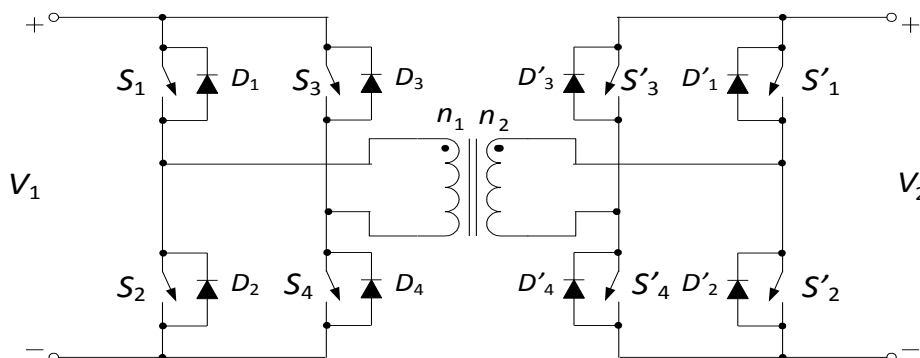 + +
S1 D1 S3 D3 D'3 S'3 D'1 S'1
n1 n2
V1 V2
S2 D2 S4 D4 D'4 S'4 D'2 S'2
− −